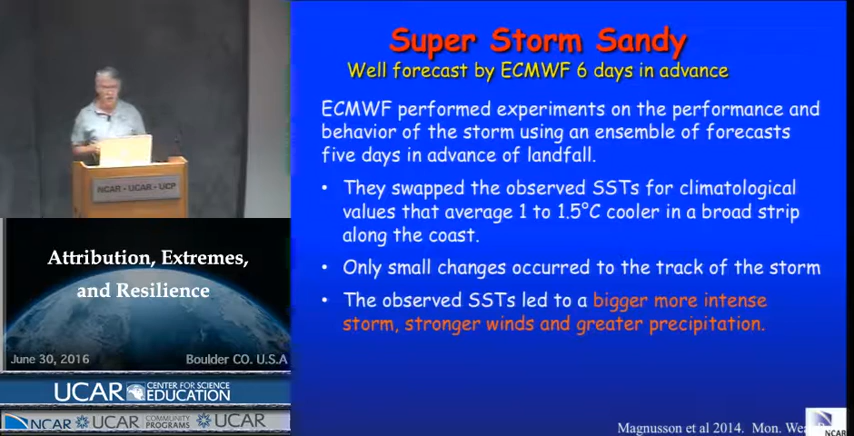 NCAR - UCAR - UCP
Attribution, Extremes,
and Resilience
June 30, 2016 Boulder CO. U.S.A
UCAR CENTER FOR SCIENCE EDUCATION
NCAR UCAR COMMUNITY PROGRAMS UCAR
Super Storm Sandy
Well forecast by ECMWF 6 days in advance
ECMWF performed experiments on the performance and
behavior of the storm using an ensemble of forecasts
five days in advance of landfall.
• They swapped the observed SSTs for climatological
values that average 1 to 1.5°C cooler in a broad strip
along the coast.
• Only small changes occurred to the track of the storm
• The observed SSTs led to a bigger more intense
storm, stronger winds and greater precipitation.
Magnusson et al 2014. Mon. Wea
NCAR